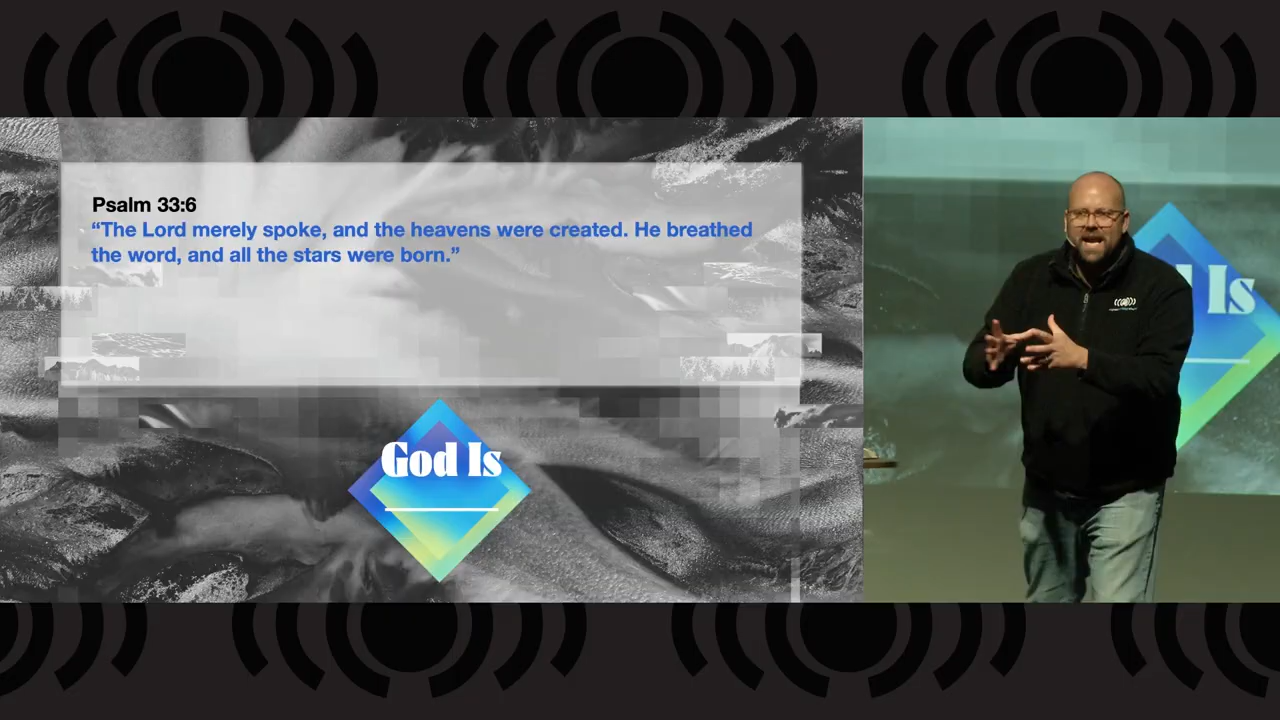 Psalm 33:6
“The Lord merely spoke, and the heavens were created. He breathed
the word, and all the stars were born.”
God Is
Is